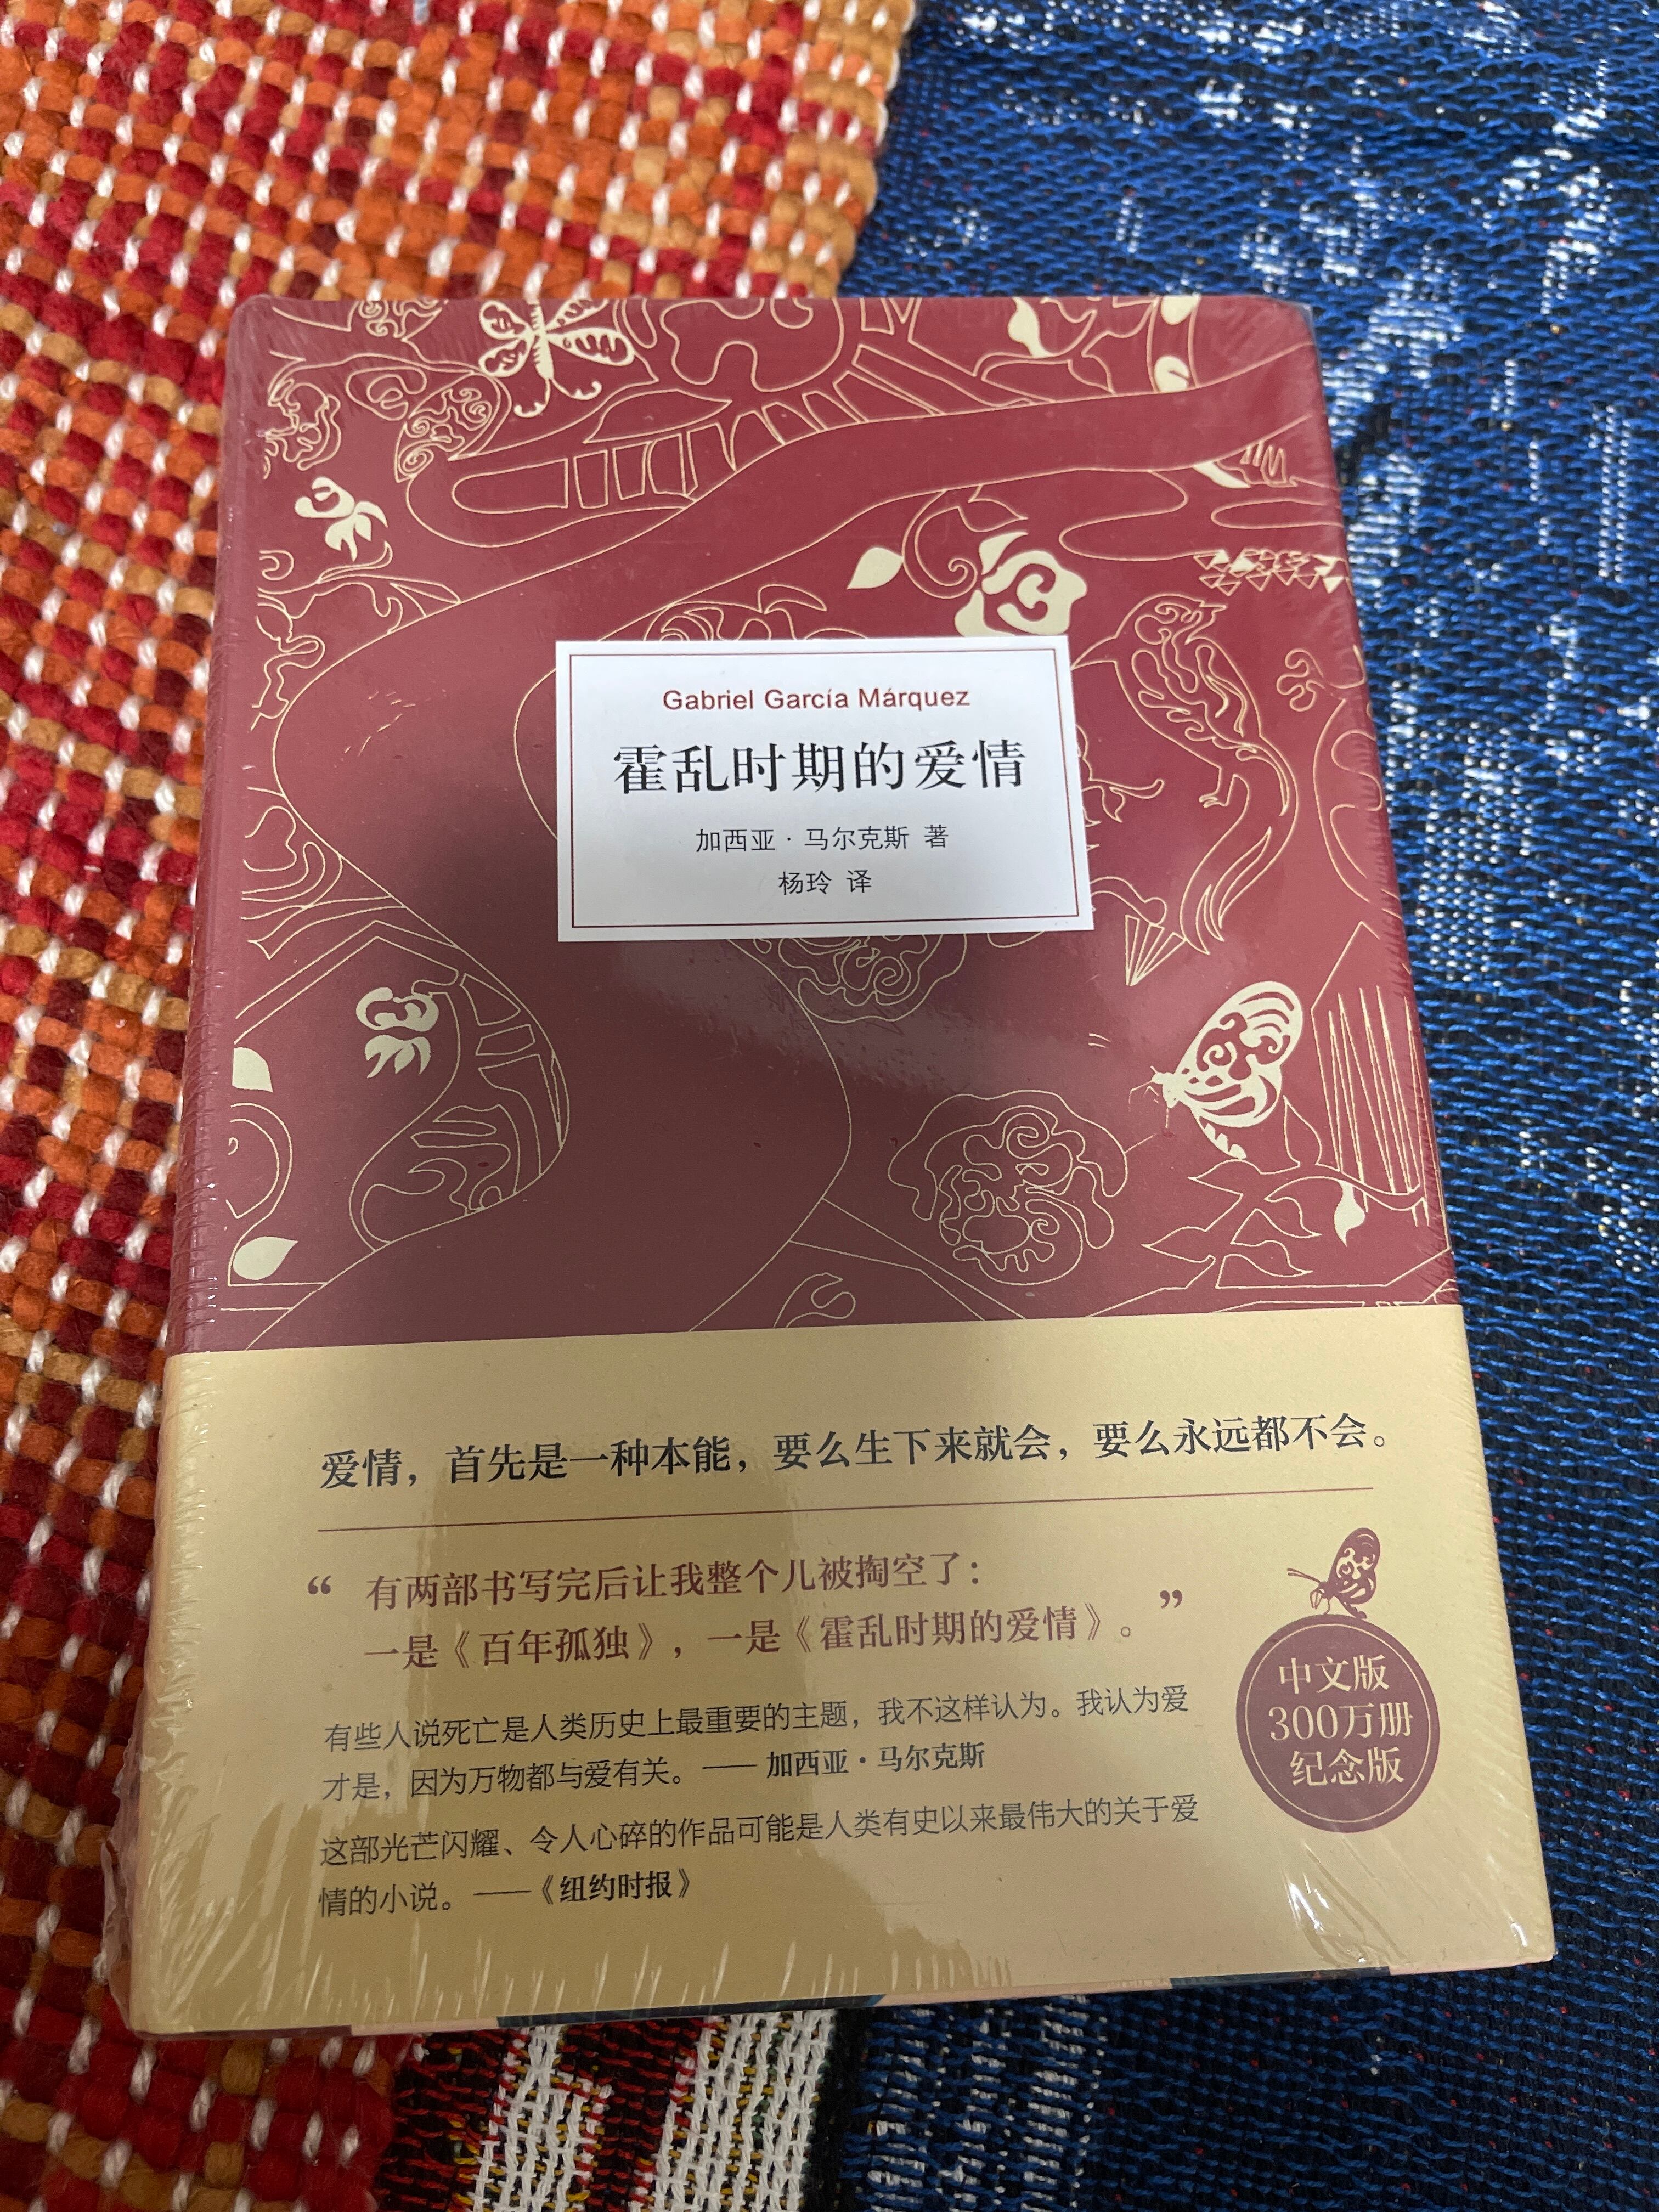 Gabriel García Márquez
霍乱时期的爱情
加西亚·马尔克斯 著
杨玲 译
爱情，首先是一种本能，要么生下来就会，要么永远都不会。
“有两部书写完后让我整个儿被掏空了：
一是《百年孤独》，一是《霍乱时期的爱情》。”
有些人说死亡是人类历史上最重要的主题，我不这样认为。我认为爱
才是，因为万物都与爱有关。——加西亚·马尔克斯
这部光芒闪耀、令人心碎的作品可能是人类有史以来最伟大的关于爱
情的小说。——《纽约时报》
中文版
300万册
纪念版